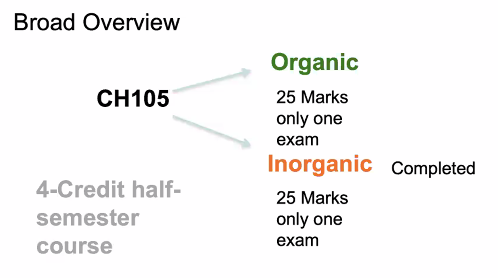 Broad Overview
Organic
CH105
25 Marks
only one
exam
Inorganic
Completed
4-Credit half-
semester
course
25 Marks
only one
exam